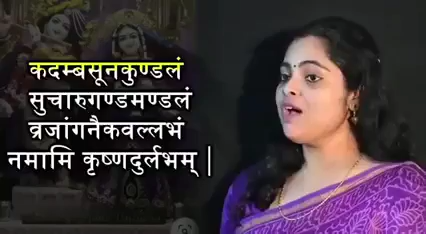 कदम्बसूनकुण्डलं
सुचारुगण्डमण्डलं
व्रजांगनैकवल्लभं
नमामि कृष्णदुर्लभम् |